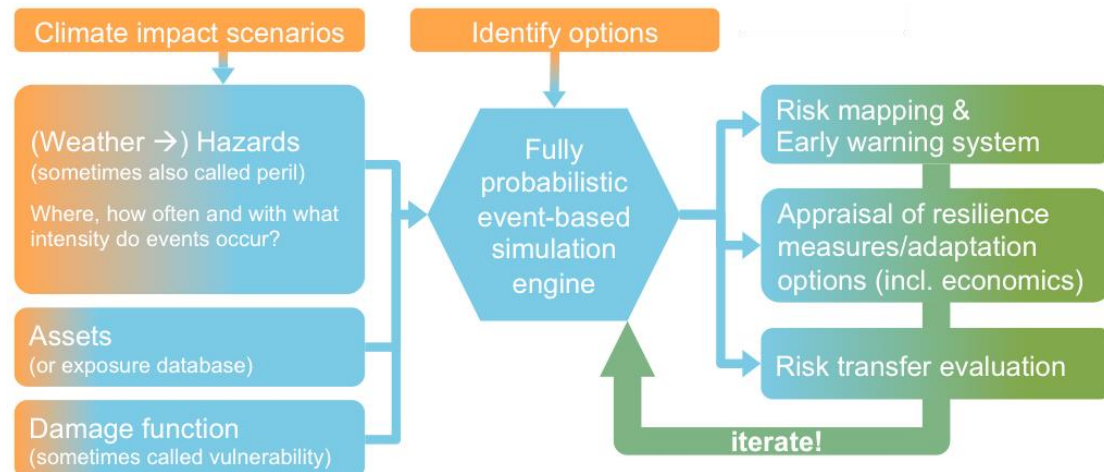 Climate impact scenarios
Identify options
(Weather →) Hazards
(sometimes also called peril)
Where, how often and with what
intensity do events occur?
Assets
(or exposure database)
Damage function
(sometimes called vulnerability)
Fully
probabilistic
event-based
simulation
engine
Risk mapping &
Early warning system
Appraisal of resilience
measures/adaptation
options (incl. economics)
Risk transfer evaluation
iterate!